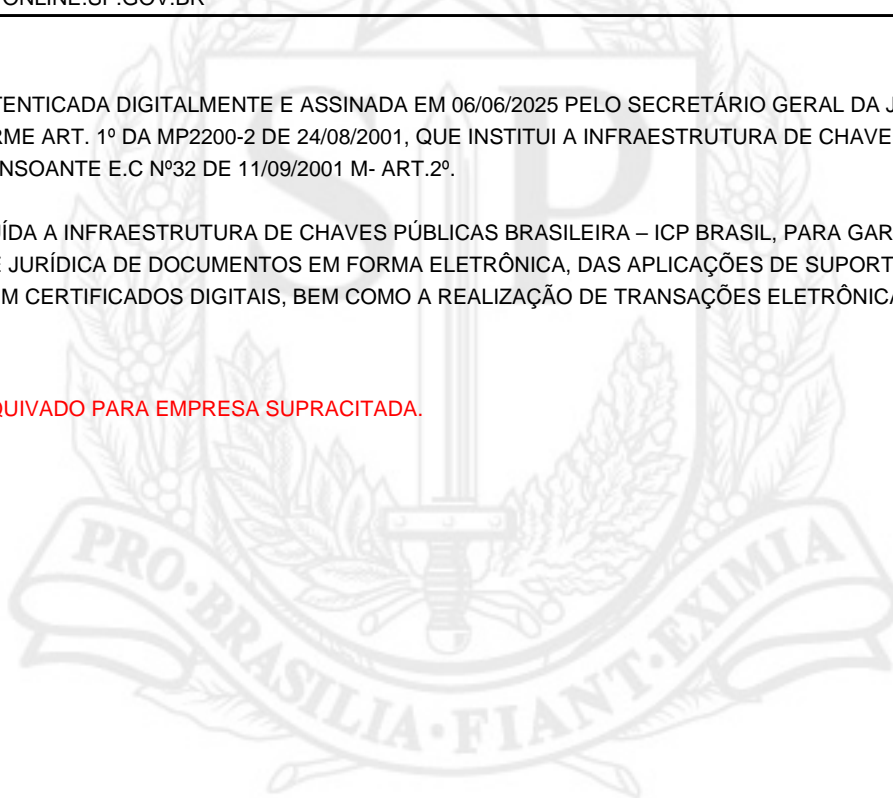 ONLINE.SP.GOV.BR
TENTICADA DIGITALMENTE E ASSINADA EM 06/06/2025 PELO SECRETÁRIO GERAL DA J
RME ART. 1º DA MP2200-2 DE 24/08/2001, QUE INSTITUI A INFRAESTRUTURA DE CHAVE
NSOANTE E.C Nº32 DE 11/09/2001 M- ART.2º.
ÍDA A INFRAESTRUTURA DE CHAVES PÚBLICAS BRASILEIRA – ICP BRASIL, PARA GAR
E JURÍDICA DE DOCUMENTOS EM FORMA ELETRÔNICA, DAS APLICAÇÕES DE SUPORT
M CERTIFICADOS DIGITAIS, BEM COMO A REALIZAÇÃO DE TRANSAÇÕES ELETRÔNICA
QUIVADO PARA EMPRESA SUPRACITADA.
SP
PRO·BRASILIA·FIANT·EXIMIA